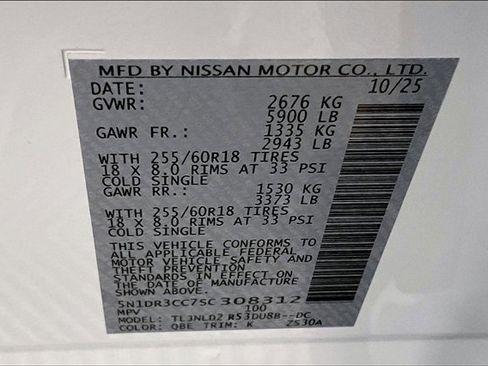 MFD BY NISSAN MOTOR CO., LTD.
DATE: 10/25
GVWR: 2676 KG
5900 LB
GAWR FR.: 1335 KG
2943 LB
WITH 255/60R18 TIRES
18 X 8.0 RIMS AT 33 PSI
COLD SINGLE
GAWR RR.: 1530 KG
3373 LB
WITH 255/60R18 TIRES
18 X 8.0 RIMS AT 33 PSI
COLD SINGLE
THIS VEHICLE CONFORMS TO
ALL APPLICABLE FEDERAL
MOTOR VEHICLE SAFETY AND
THEFT PREVENTION
STANDARDS IN EFFECT ON
THE DATE OF MANUFACTURE
SHOWN ABOVE.
5N1DR3CC7SC308312
MPV 100
MODEL: TL3NLD2 R53DU8B--DC
COLOR: QBE TRIM: K ZS30A